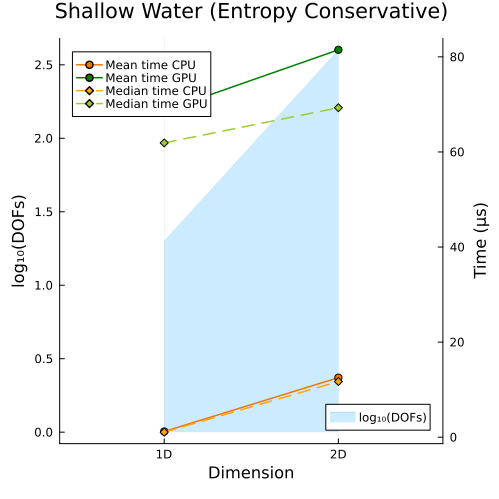 Shallow Water (Entropy Conservative)
Mean time CPU
Mean time GPU
Median time CPU
Median time GPU
log₁₀(DOFs)
2.5
2.0
1.5
1.0
0.5
0.0
80
60
40
20
0
Time (μs)
log₁₀(DOFs)
1D
2D
Dimension